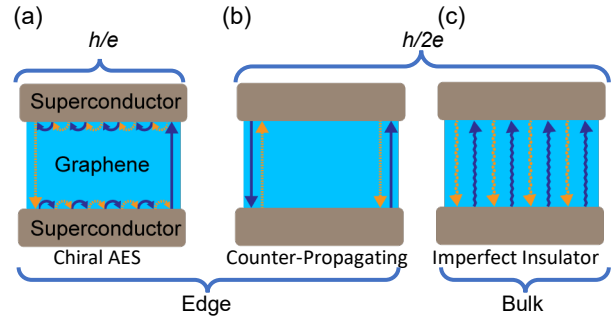 (a) (b) (c)
h/e h/2e
Superconductor
Graphene
Superconductor
Chiral AES Counter-Propagating Imperfect Insulator
Edge Bulk